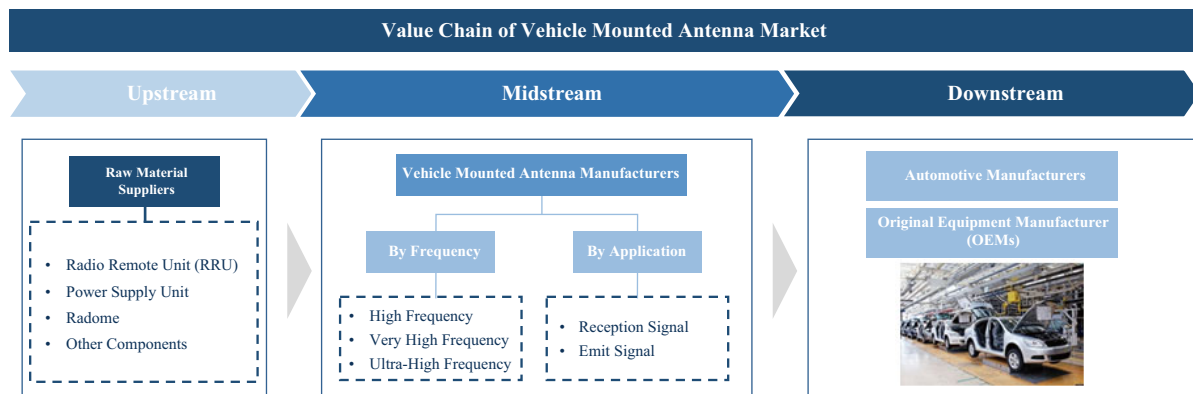 Value Chain of Vehicle Mounted Antenna Market
Upstream
Midstream
Downstream
Raw Material
Suppliers
• Radio Remote Unit (RRU)
• Power Supply Unit
• Radome
• Other Components
Vehicle Mounted Antenna Manufacturers
By Frequency
• High Frequency
• Very High Frequency
• Ultra-High Frequency
By Application
• Reception Signal
• Emit Signal
Automotive Manufacturers
Original Equipment Manufacturer
(OEMs)